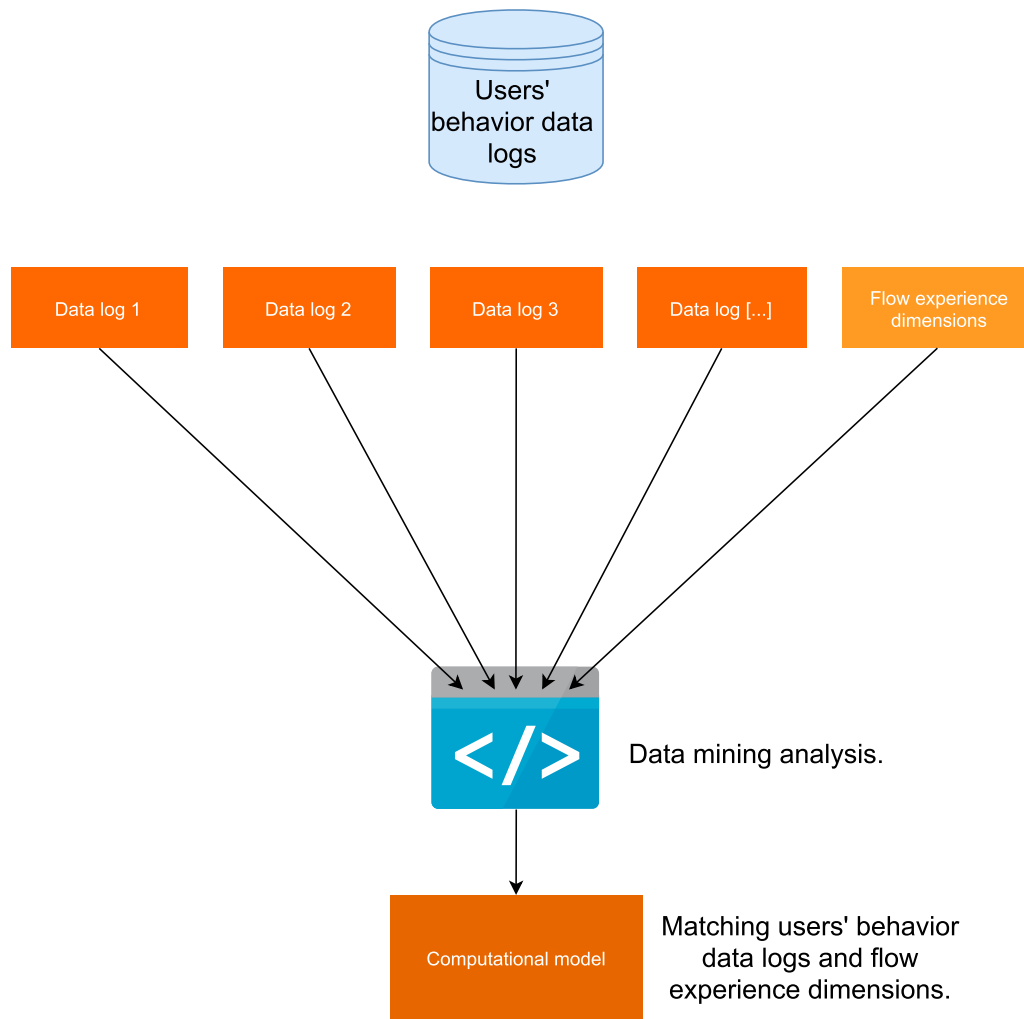 Users'
behavior data
logs
Data log 1
Data log 2
Data log 3
Data log [...]
Flow experience
dimensions
</>
Data mining analysis.
Computational model
Matching users' behavior
data logs and flow
experience dimensions.